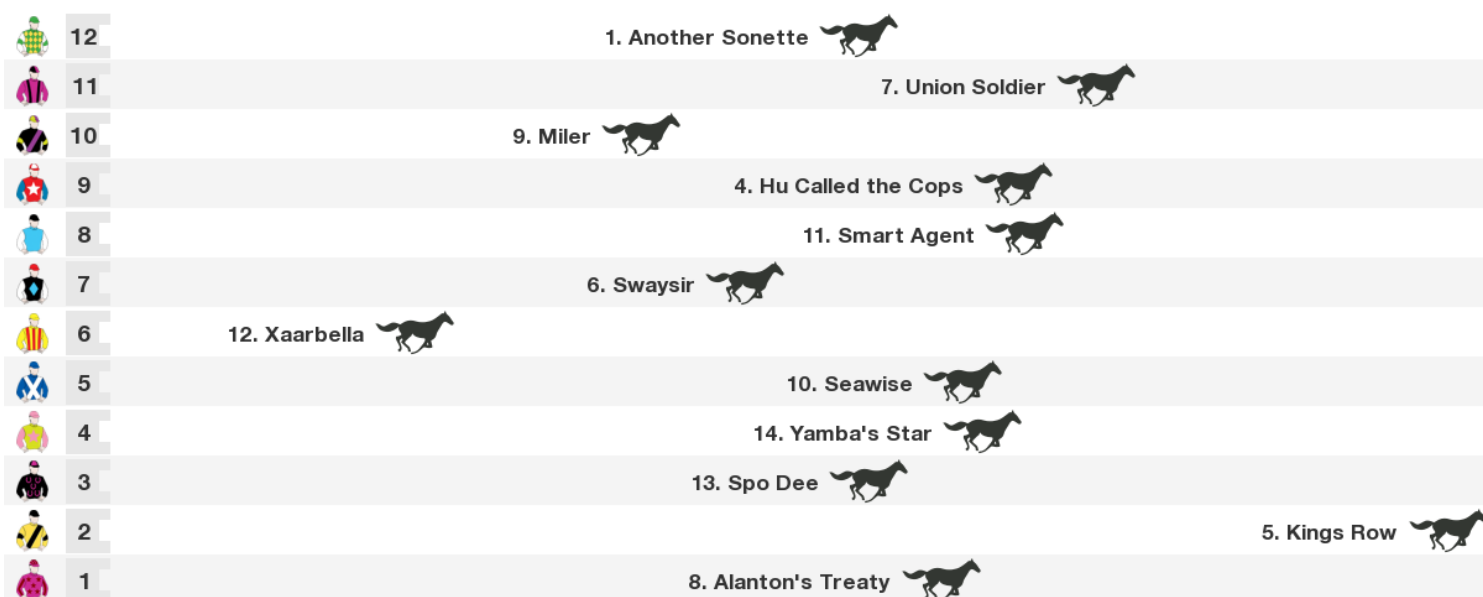 12 1. Another Sonette
11 7. Union Soldier
10 9. Miler
9 4. Hu Called the Cops
8 11. Smart Agent
7 6. Swaysir
6 12. Xaarbella
5 10. Seawise
4 14. Yamba's Star
3 13. Spo Dee
2 5. Kings Row
1 8. Alanton's Treaty